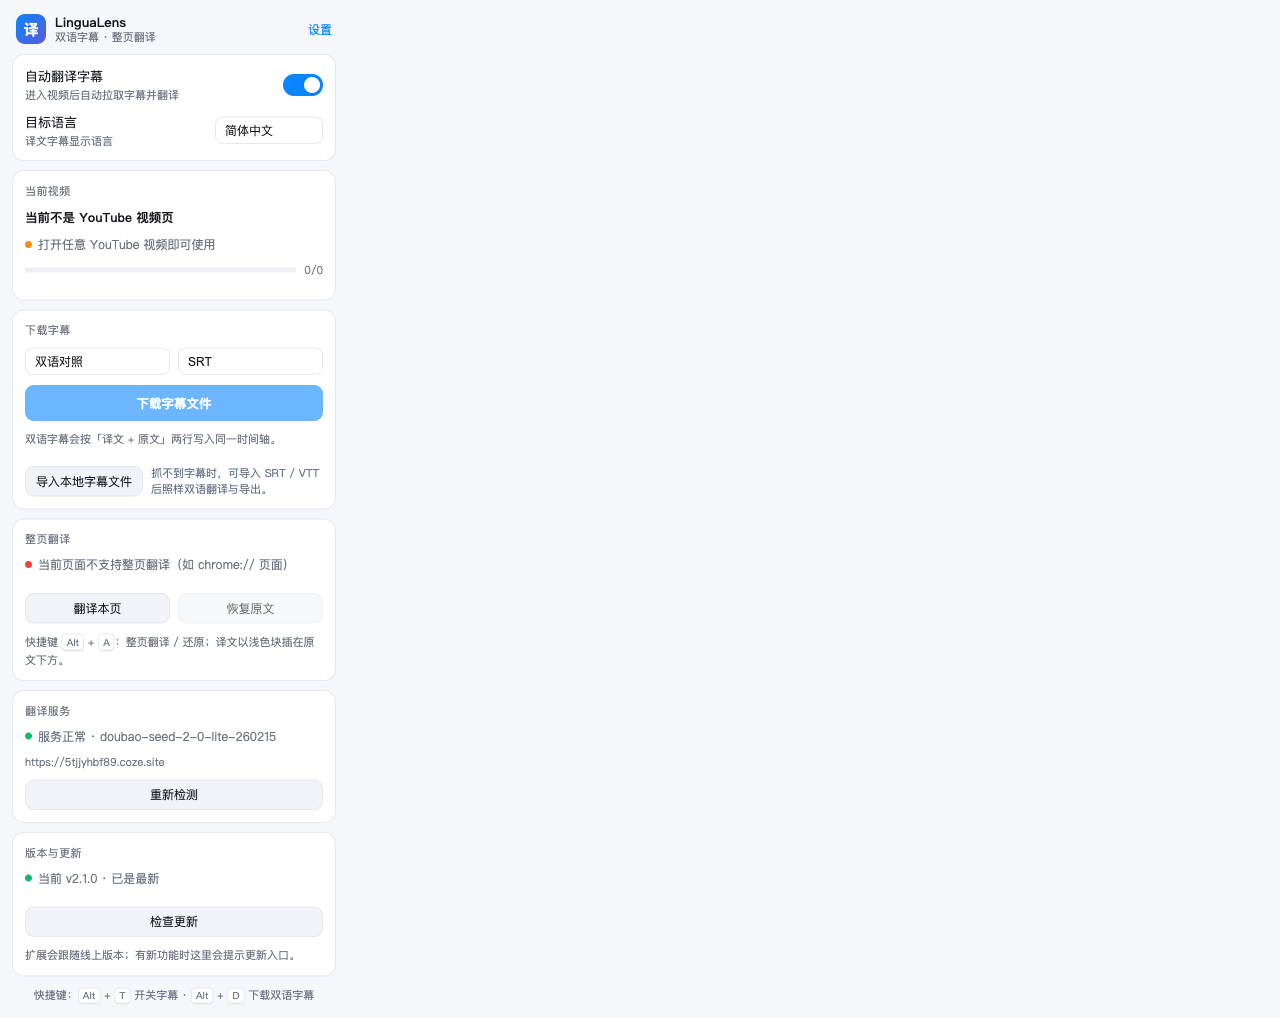 译
LinguaLens
双语字幕 · 整页翻译
设置
自动翻译字幕
进入视频后自动拉取字幕并翻译
目标语言
译文字幕显示语言
简体中文
当前视频
当前不是 YouTube 视频页
打开任意 YouTube 视频即可使用
0/0
下载字幕
双语对照
SRT
下载字幕文件
双语字幕会按「译文 + 原文」两行写入同一时间轴。
导入本地字幕文件
抓不到字幕时，可导入 SRT / VTT
后照样双语翻译与导出。
整页翻译
当前页面不支持整页翻译（如 chrome:// 页面）
翻译本页
恢复原文
快捷键 Alt + A：整页翻译 / 还原；译文以浅色块插在原
文下方。
翻译服务
服务正常 · doubao-seed-2-0-lite-260215
https://5tjjyhbf89.coze.site
重新检测
版本与更新
当前 v2.1.0 · 已是最新
检查更新
扩展会跟随线上版本；有新功能时这里会提示更新入口。
快捷键：Alt + T 开关字幕 · Alt + D 下载双语字幕